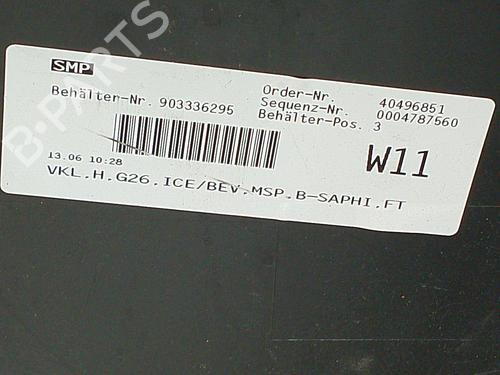 SMP
Behälter-Nr. 903336295
Order-Nr. 40496851
Sequenz-Nr. 0004787560
Behälter-Pos. 3
13.06 10:28
W11
VKL.H.G26.ICE/BEV.MSP.B-SAPHI.FT
B-PARTS